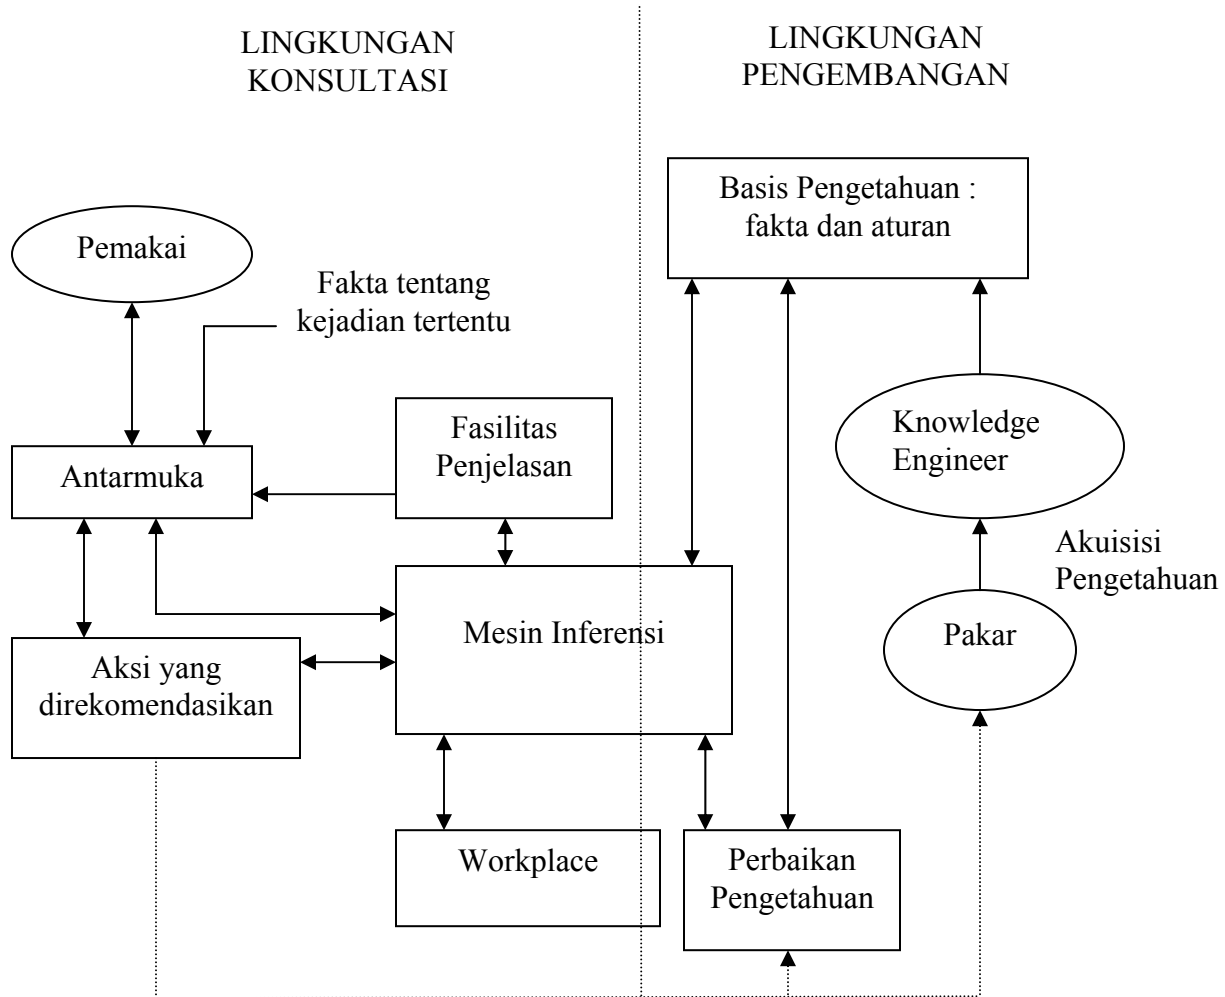 LINGKUNGAN
KONSULTASI
LINGKUNGAN
PENGEMBANGAN
Basis Pengetahuan :
fakta dan aturan
Pemakai
Fakta tentang
kejadian tertentu
Fasilitas
Penjelasan
Knowledge
Engineer
Antarmuka
Akuisisi
Pengetahuan
Mesin Inferensi
Pakar
Aksi yang
direkomendasikan
Workplace
Perbaikan
Pengetahuan